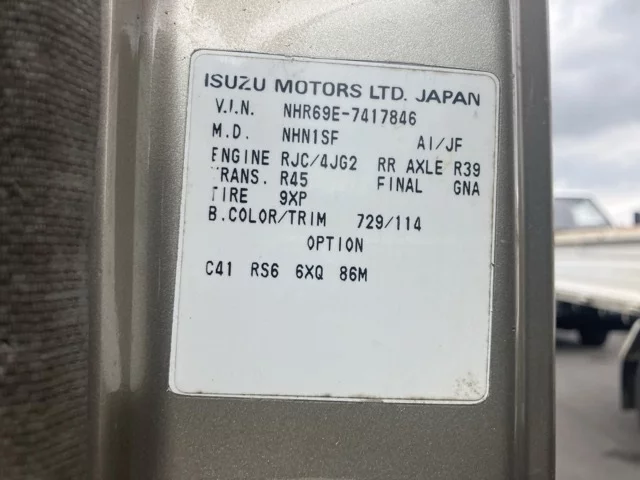 ISUZU MOTORS LTD. JAPAN
V.I.N. NHR69E-7417846
M.D. NHN1SF AI/JF
ENGINE RJC/4JG2 RR AXLE R39
TRANS. R45 FINAL GNA
TIRE 9XP
B.COLOR/TRIM 729/114
OPTION
C41 RS6 6XQ 86M